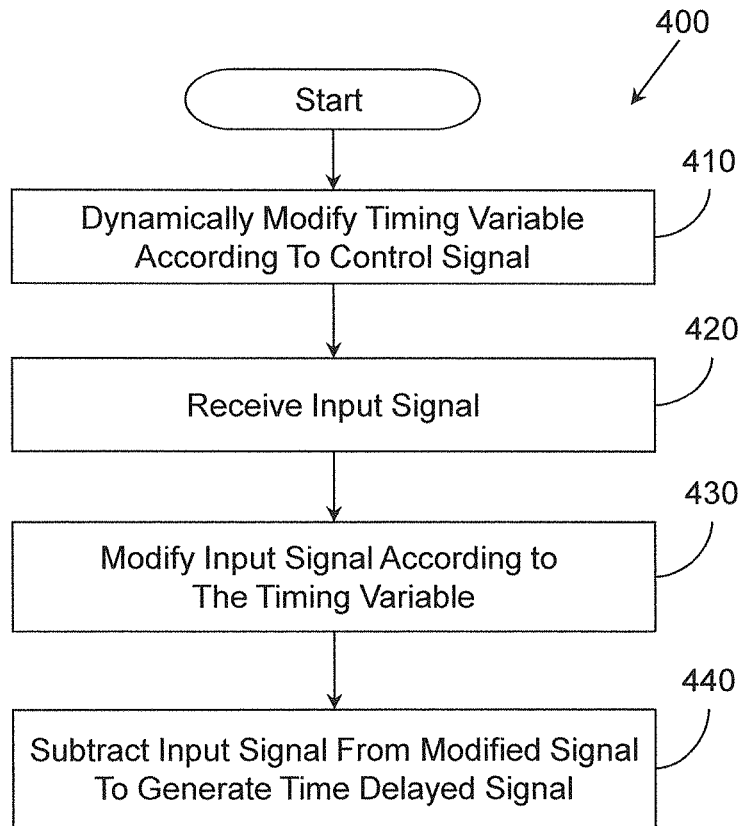 400
Start
410
Dynamically Modify Timing Variable
According To Control Signal
420
Receive Input Signal
430
Modify Input Signal According to
The Timing Variable
440
Subtract Input Signal From Modified Signal
To Generate Time Delayed Signal